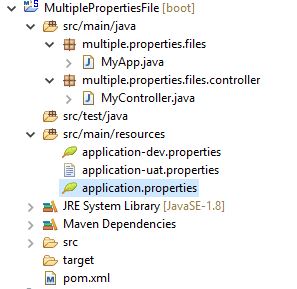 MultiplePropertiesFile [boot]
src/main/java
multiple.properties.files
MyApp.java
multiple.properties.files.controller
MyController.java
src/test/java
src/main/resources
application-dev.properties
application-uat.properties
application.properties
JRE System Library [JavaSE-1.8]
Maven Dependencies
src
target
pom.xml